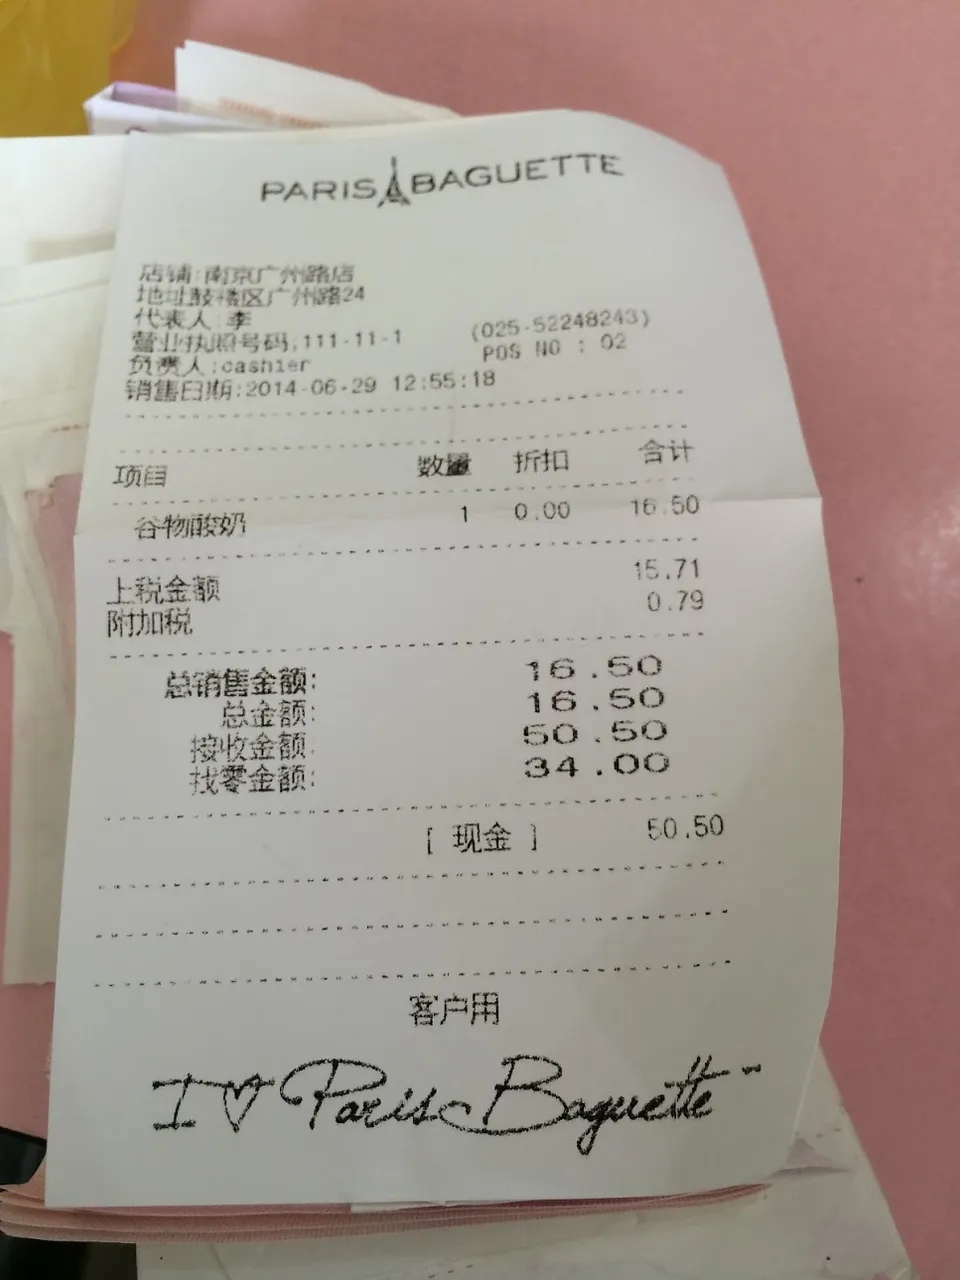 PARIS BAGUETTE
店铺:南京广州路店
地址鼓楼区广州路24
代表人:李
营业执照号码:111-11-1 (025-52248243)
负责人:cashier POS NO : 02
销售日期:2014-06-29 12:55:18
项目 数量 折扣 合计
谷物酸奶 1 0.00 16.50
上税金额 15.71
附加税 0.79
总销售金额: 16.50
总金额: 16.50
接收金额: 50.50
找零金额: 34.00
[ 现金 ] 50.50
客户用
I ♡ Paris Baguette